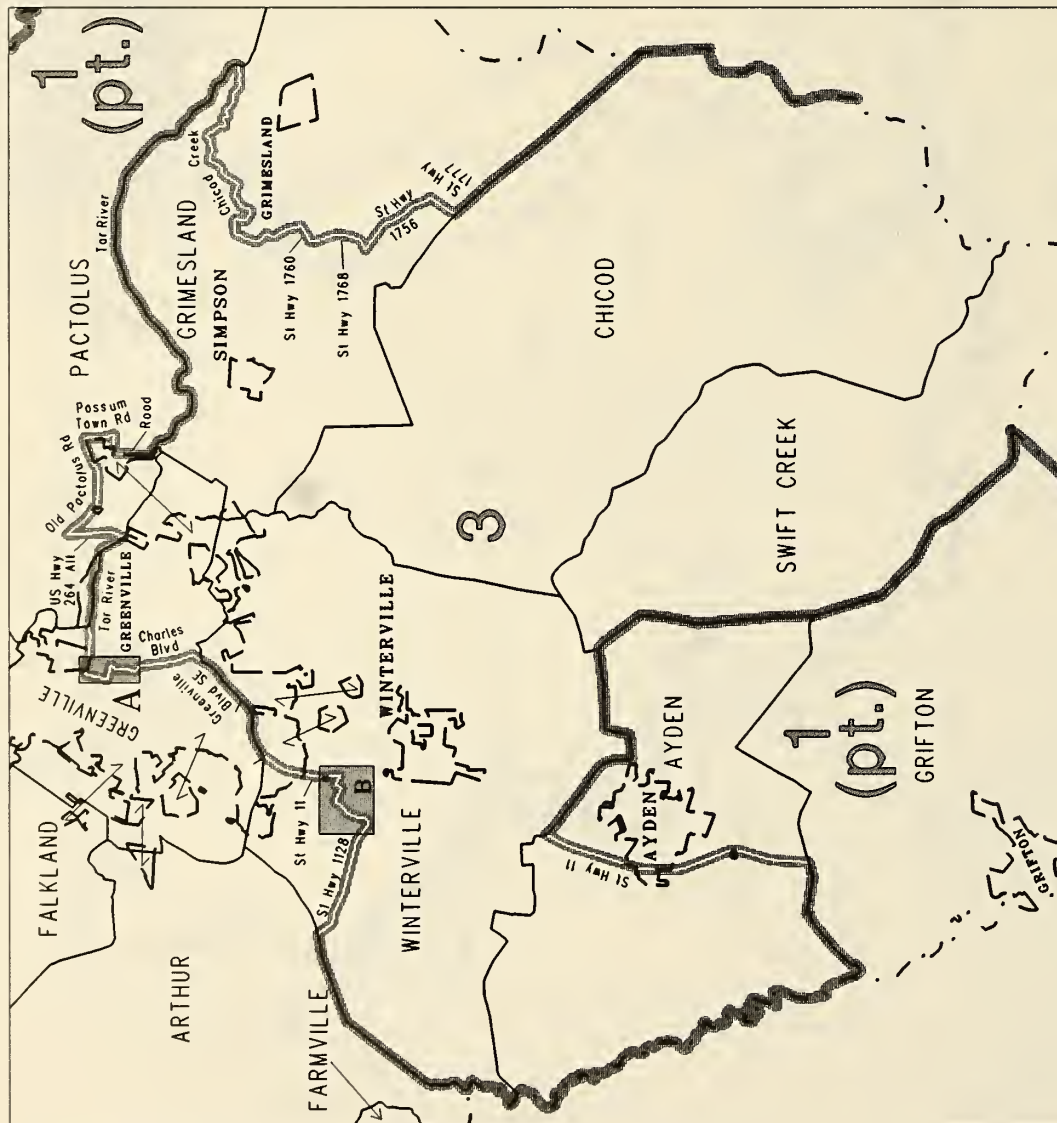 1
(pt.)
PACTOLUS
Tar River
Chicod
Creek
GRIMESLAND
GRIMESLAND
SIMPSON
St Hwy 1760
St Hwy 1768
St Hwy
1756
St Hwy
1777
Possum
Town Rd
Rood
Old Pactolus Rd
US Hwy
264 Alt
Tar River
GREENVILLE
Charles
Blvd
GREENVILLE
A
Greenville
Blvd SE
FALKLAND
St Hwy 11
B
St Hwy 1128
WINTERVILLE
WINTERVILLE
ARTHUR
FARMVILLE
3
CHICOD
SWIFT CREEK
AYDEN
AYDEN
St Hwy 11
1
(pt.)
GRIFTON
GRIFTON